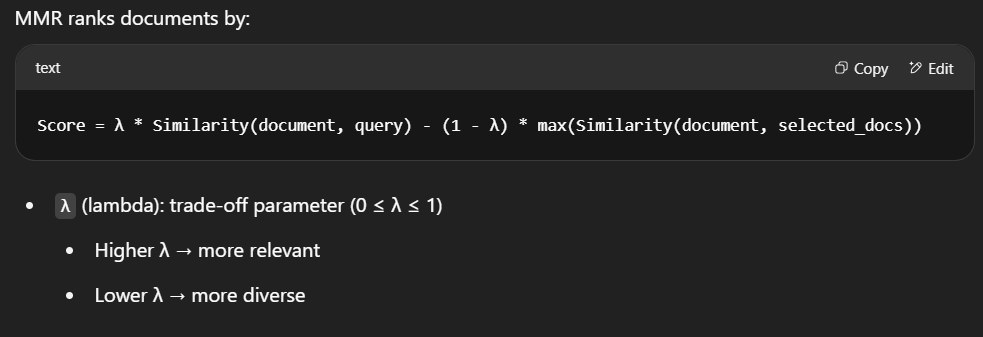 MMR ranks documents by:
text Copy Edit
Score = λ * Similarity(document, query) - (1 - λ) * max(Similarity(document, selected_docs))
λ (lambda): trade-off parameter (0 ≤ λ ≤ 1)
Higher λ → more relevant
Lower λ → more diverse